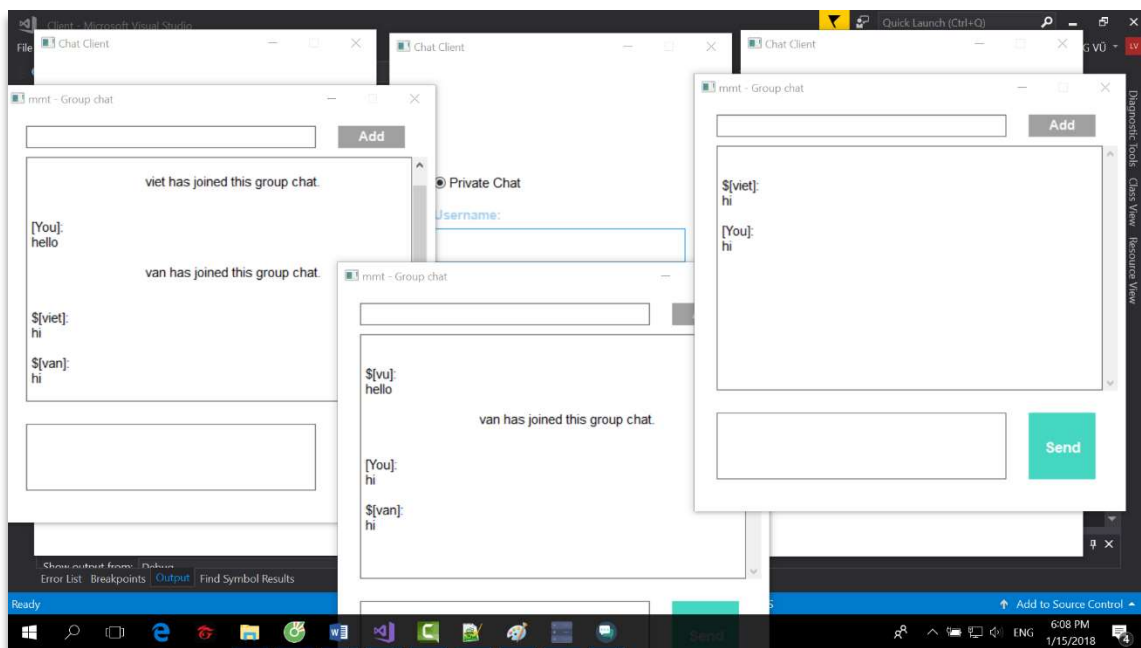 Client - Microsoft Visual Studio
Quick Launch (Ctrl+Q)
File
G VŨ
LV
Chat Client
Chat Client
Chat Client
mmt - Group chat
Add
viet has joined this group chat.
[You]:
hello
van has joined this group chat.
$[viet]:
hi
$[van]:
hi
Private Chat
Username:
mmt - Group chat
$[vu]:
hello
van has joined this group chat.
[You]:
hi
$[van]:
hi
Send
mmt - Group chat
Add
$[viet]:
hi
[You]:
hi
Send
Diagnostic Tools
Class View
Resource View
Show output from: Debug
Error List Breakpoints Output Find Symbol Results
Ready
Add to Source Control
ENG
6:08 PM
1/15/2018
4